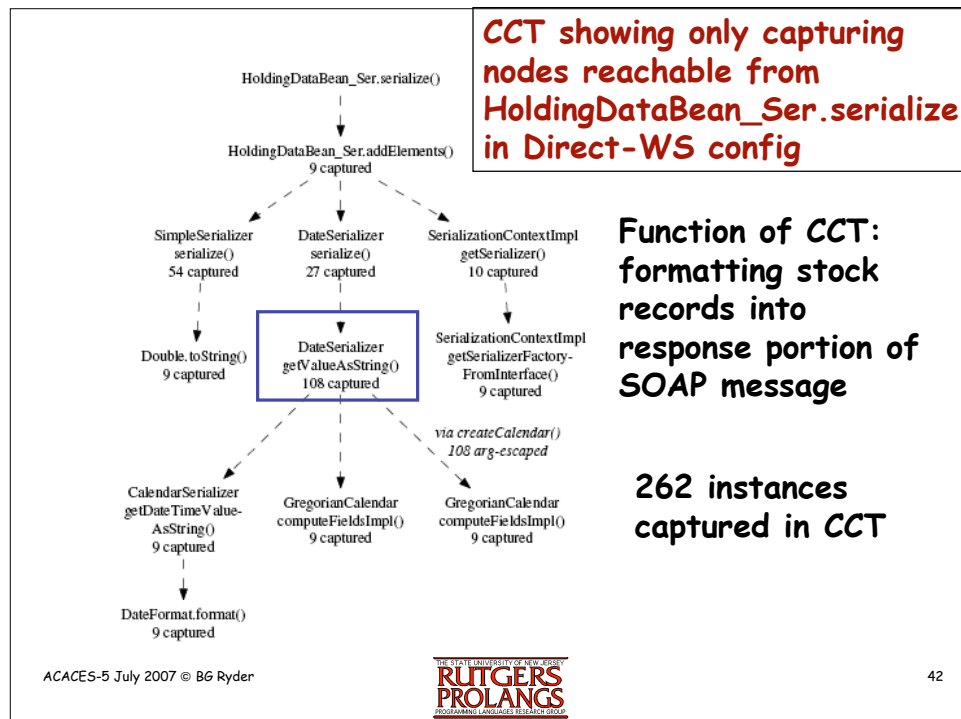 CCT showing only capturing
nodes reachable from
HoldingDataBean_Ser.serialize
in Direct-WS config
HoldingDataBean_Ser.serialize()
HoldingDataBean_Ser.addElements()
9 captured
SimpleSerializer
serialize()
54 captured
DateSerializer
serialize()
27 captured
SerializationContextImpl
getSerializer()
10 captured
Double.toString()
9 captured
DateSerializer
getValueAsString()
108 captured
SerializationContextImpl
getSerializerFactory-
FromInterface()
9 captured
via createCalendar()
108 arg-escaped
CalendarSerializer
getDateTimeValue-
AsString()
9 captured
GregorianCalendar
computeFieldsImpl()
9 captured
GregorianCalendar
computeFieldsImpl()
9 captured
DateFormat.format()
9 captured
Function of CCT:
formatting stock
records into
response portion of
SOAP message
262 instances
captured in CCT
ACACES-5 July 2007 © BG Ryder
THE STATE UNIVERSITY OF NEW JERSEY
RUTGERS
PROLANGS
PROGRAMMING LANGUAGES RESEARCH GROUP
42